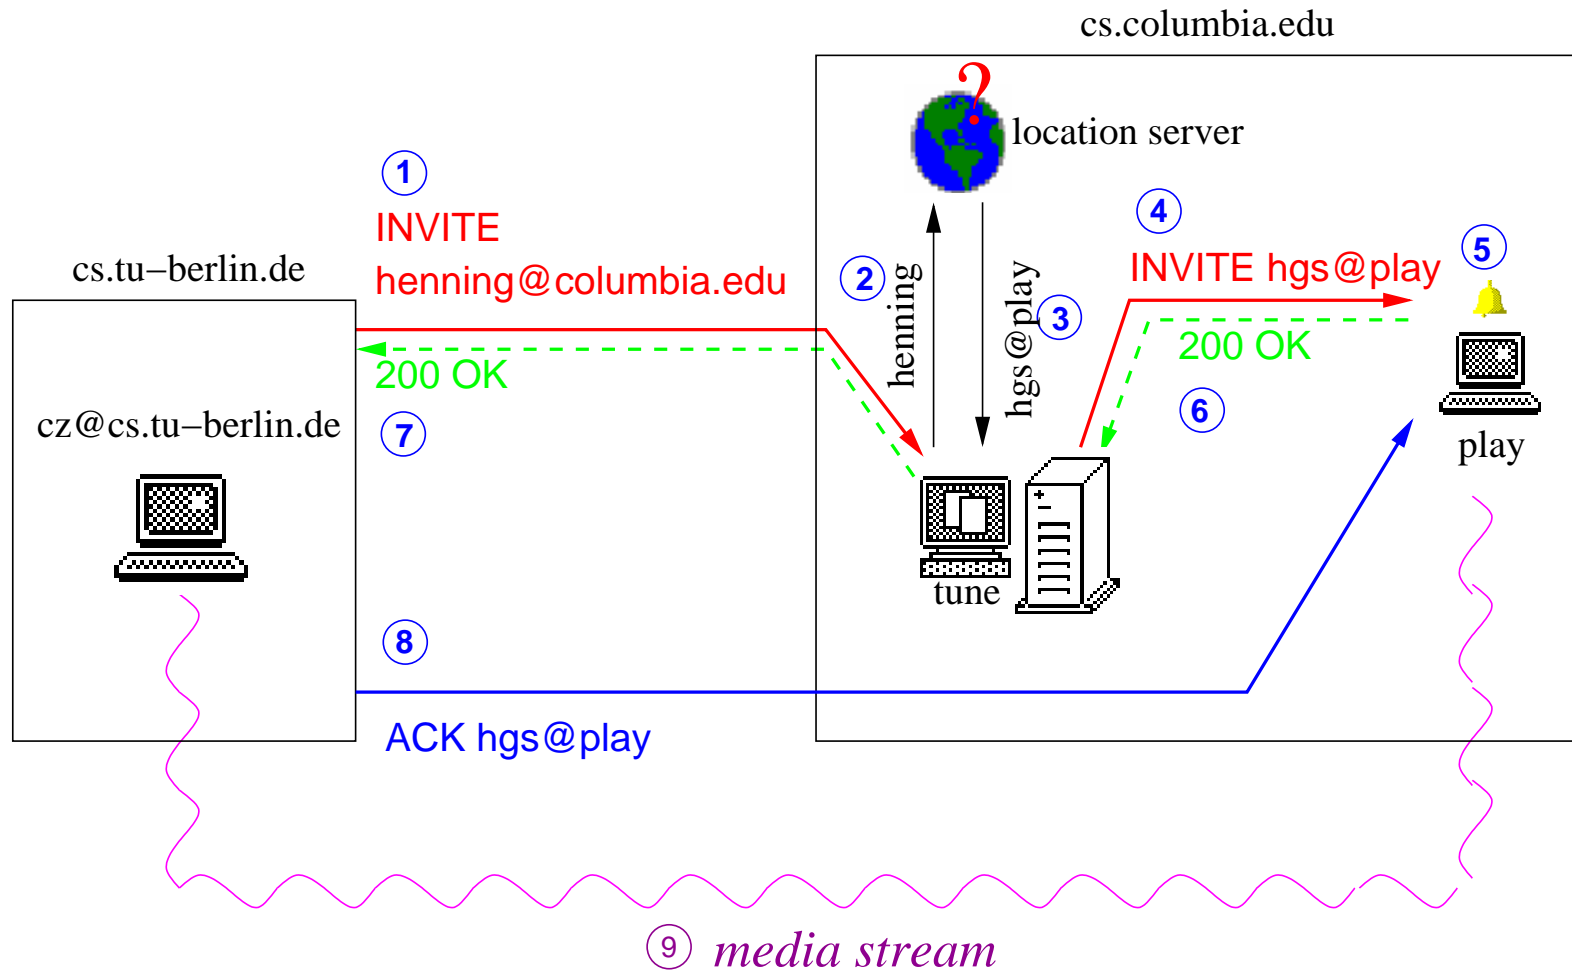 cs.columbia.edu
?
location server
1
INVITE
henning@columbia.edu
cs.tu−berlin.de
2
henning
hgs@play
3
4
INVITE hgs@play
5
200 OK
200 OK
6
7
cz@cs.tu−berlin.de
play
tune
8
ACK hgs@play
9 media stream